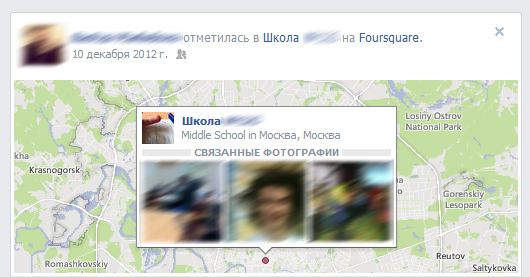 отметилась в Школа на Foursquare.
10 декабря 2012 г.
Losiny Ostrov
National Park
Школа
Middle School in Москва, Москва
СВЯЗАННЫЕ ФОТОГРАФИИ
kha
Krasnogorsk
Gorenskiy
Lesopark
Reutov
Romashkovskiy
Saltykovka